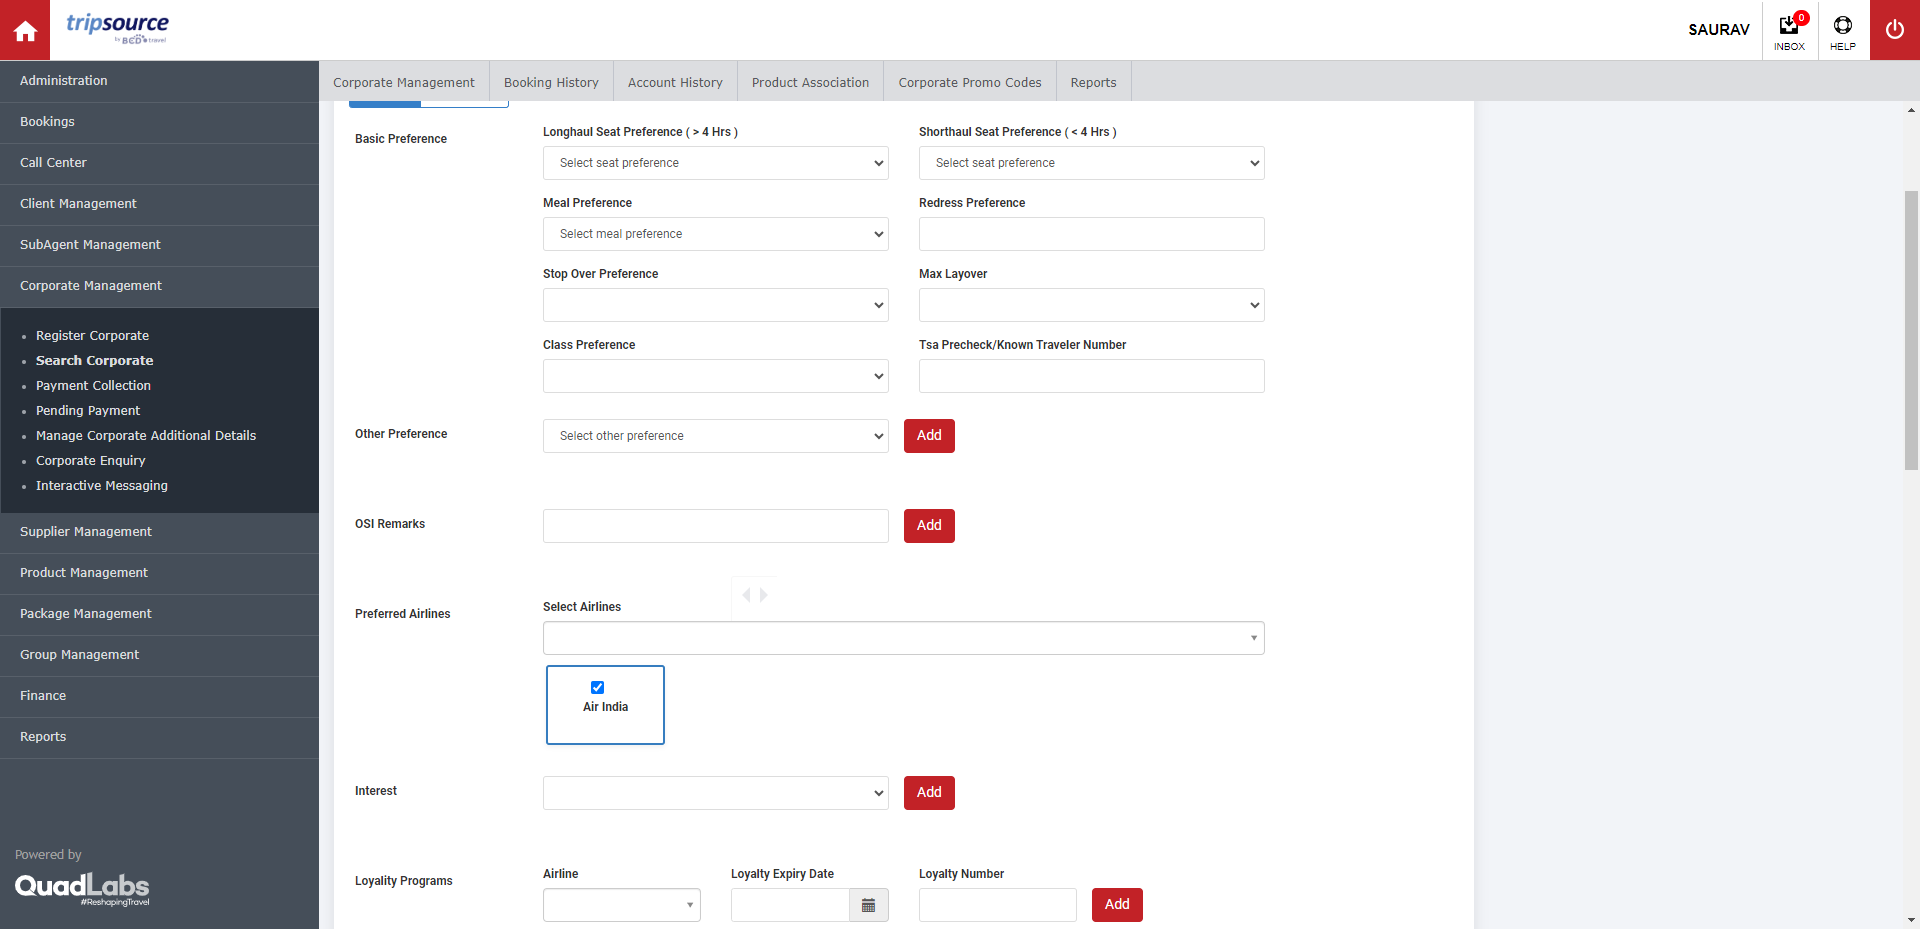 tripsource
by BCD travel
SAURAV
0
INBOX
HELP
Administration
Bookings
Call Center
Client Management
SubAgent Management
Corporate Management
Register Corporate
Search Corporate
Payment Collection
Pending Payment
Manage Corporate Additional Details
Corporate Enquiry
Interactive Messaging
Supplier Management
Product Management
Package Management
Group Management
Finance
Reports
Powered by
QuadLabs
#ReshapingTravel
Corporate Management
Booking History
Account History
Product Association
Corporate Promo Codes
Reports
Basic Preference
Longhaul Seat Preference ( > 4 Hrs )
Shorthaul Seat Preference ( < 4 Hrs )
Select seat preference
Select seat preference
Meal Preference
Redress Preference
Select meal preference
Stop Over Preference
Max Layover
Class Preference
Tsa Precheck/Known Traveler Number
Other Preference
Select other preference
Add
OSI Remarks
Add
Preferred Airlines
Select Airlines
Air India
Interest
Add
Loyality Programs
Airline
Loyalty Expiry Date
Loyalty Number
Add